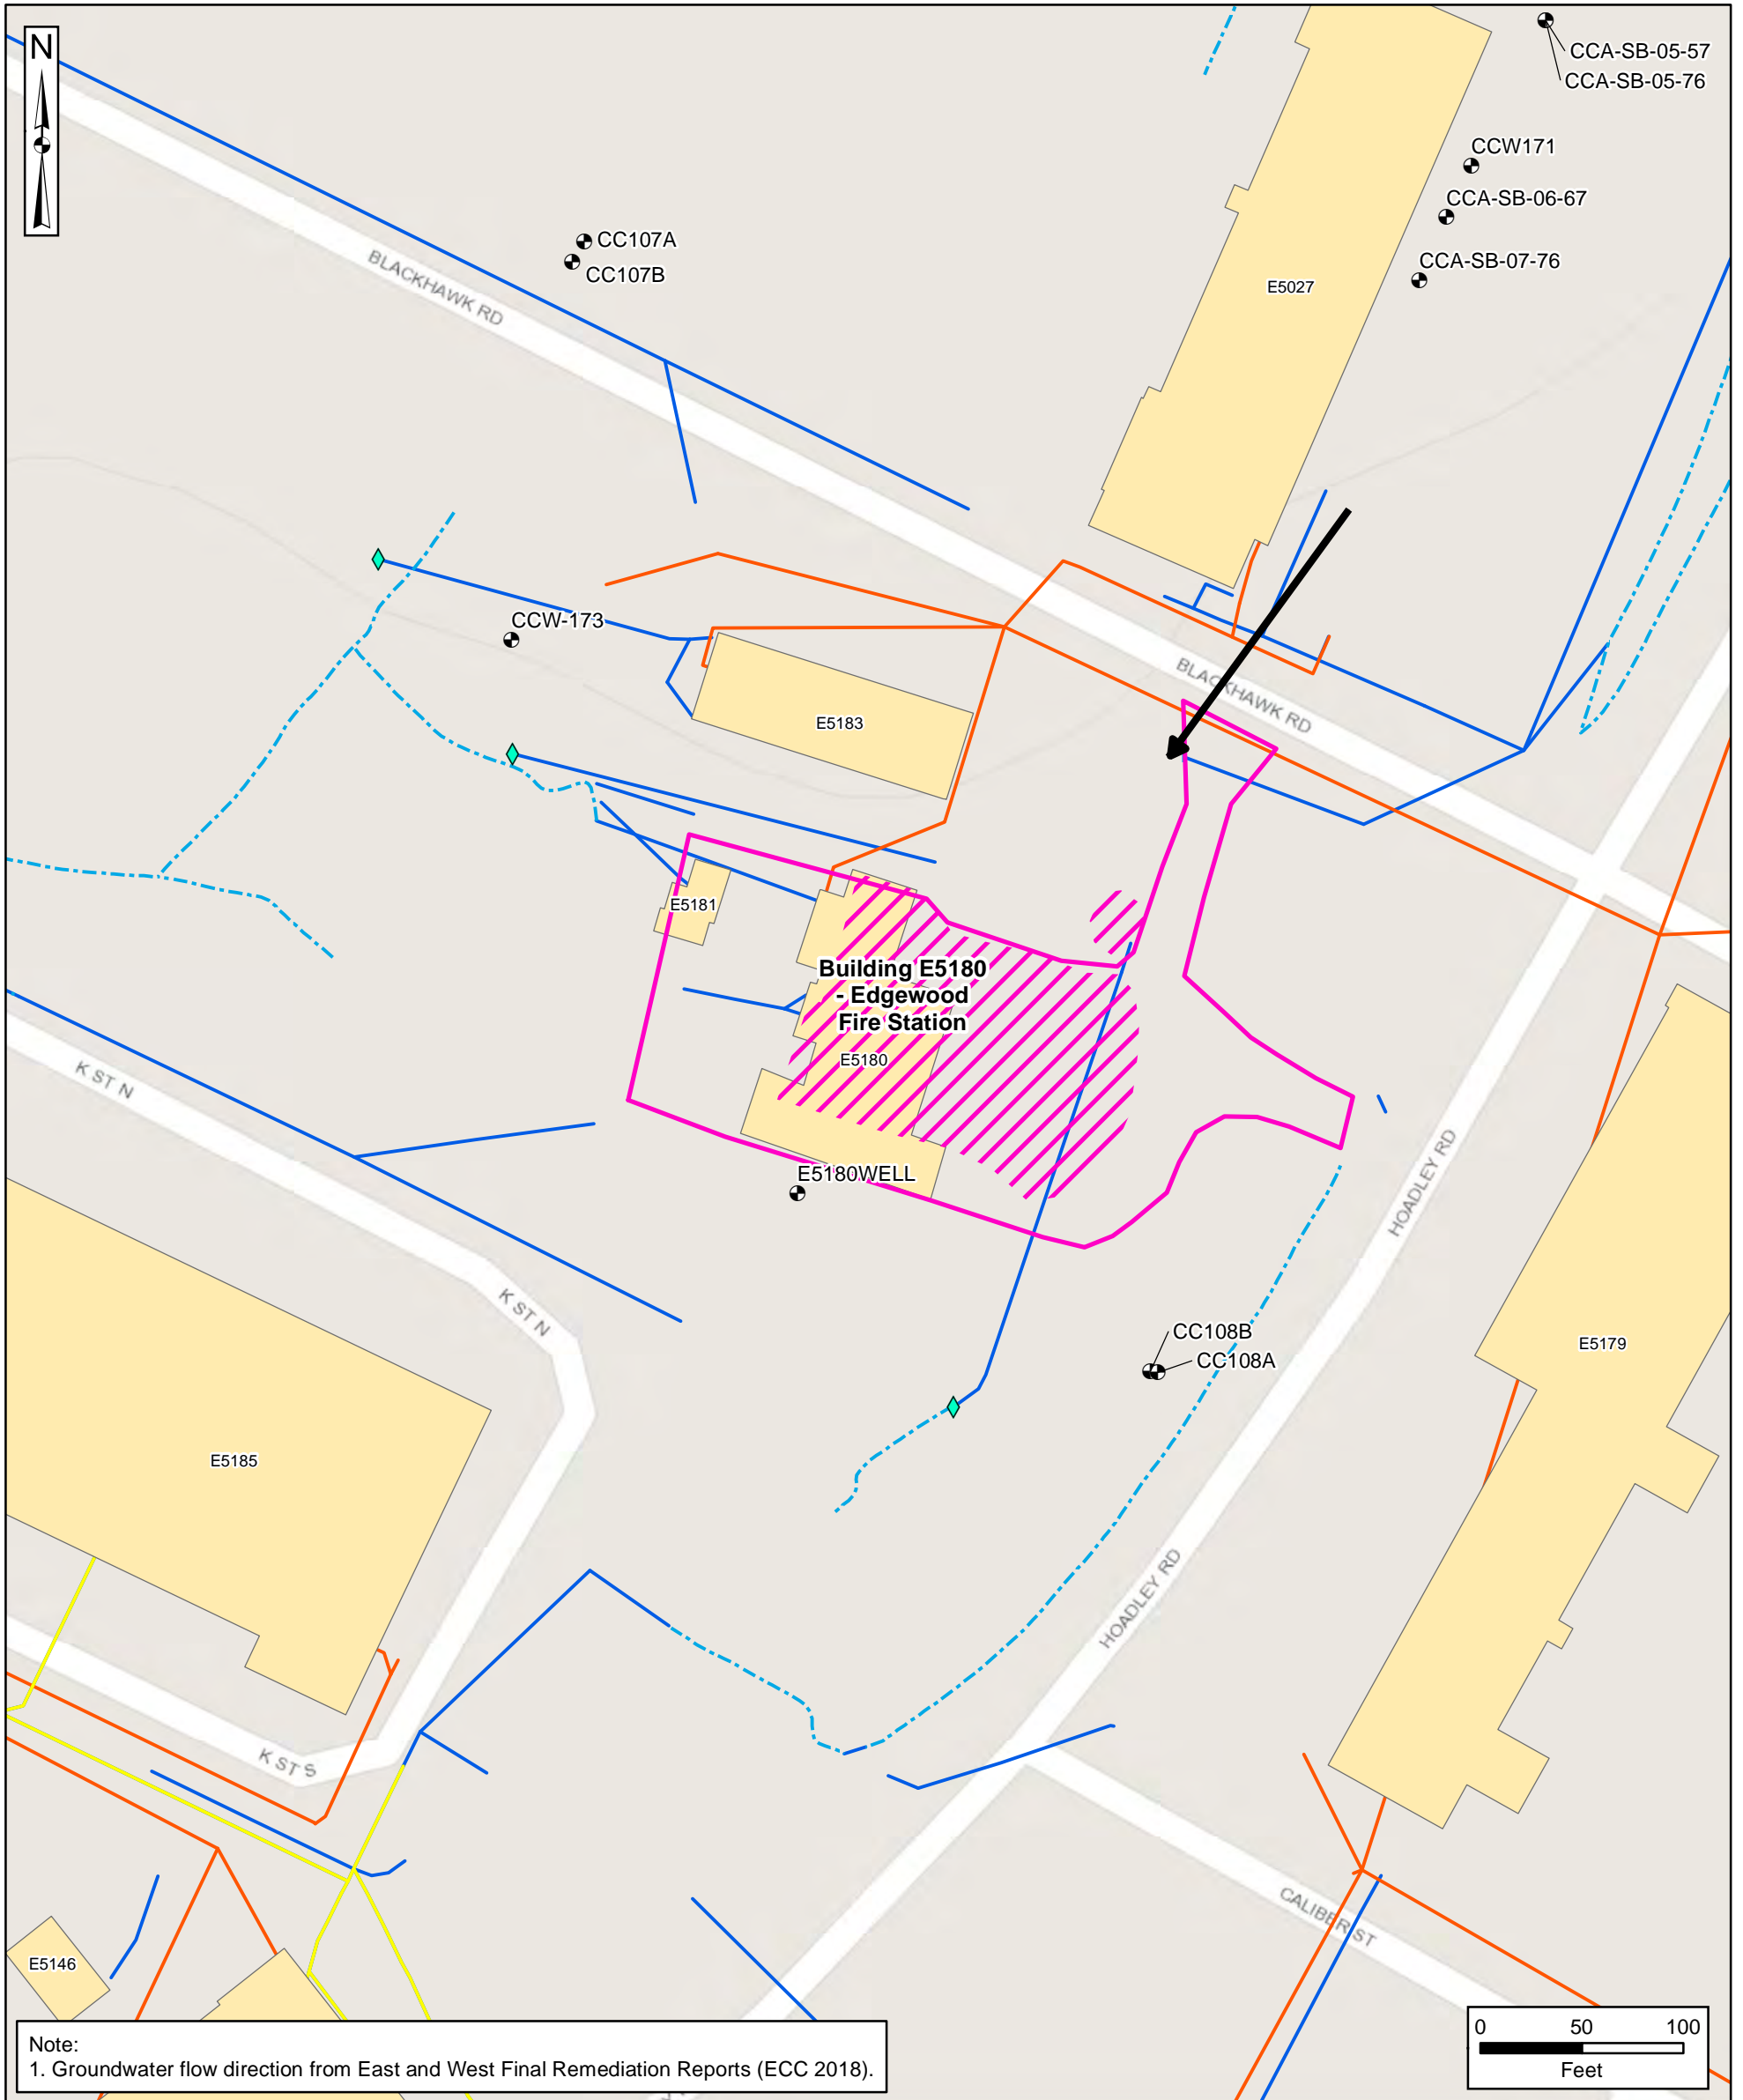 N
CCA-SB-05-57
CCA-SB-05-76
CCW171
CCA-SB-06-67
CC107A
CC107B
CCA-SB-07-76
E5027
BLACKHAWK RD
CCW-173
BLACKHAWK RD
E5183
E5181
Building E5180
- Edgewood
Fire Station
E5180
K ST N
E5180WELL
HOADLEY RD
K ST N
CC108B
CC108A
E5179
E5185
HOADLEY RD
K ST S
CALIBER ST
E5146
Note:
1. Groundwater flow direction from East and West Final Remediation Reports (ECC 2018).
0 50 100
Feet